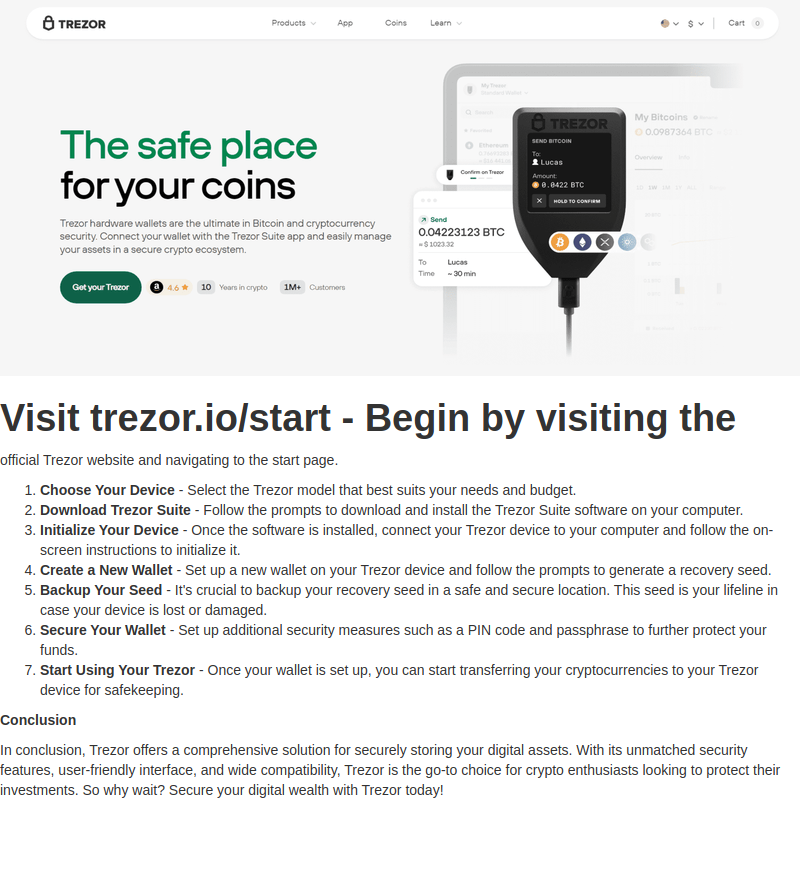 TREZOR
Products
App
Coins
Learn
$
Cart
0
The safe place
for your coins
Trezor hardware wallets are the ultimate in Bitcoin and cryptocurrency
security. Connect your wallet with the Trezor Suite app and easily manage
your assets in a secure crypto ecosystem.
Get your Trezor
a 4.6
10 Years in crypto
1M+ Customers
My Trezor
Ethereum
Confirm on Trezor
Send
0.04223123 BTC
≈ $ 1023.32
To Lucas
Time ~ 30 min
TREZOR
SEND BITCOIN
To:
Lucas
Amount:
0.0422 BTC
HOLD TO CONFIRM
My Bitcoins
0.0987364 BTC
Overview
Visit trezor.io/start - Begin by visiting the
official Trezor website and navigating to the start page.
1. Choose Your Device - Select the Trezor model that best suits your needs and budget.
2. Download Trezor Suite - Follow the prompts to download and install the Trezor Suite software on your computer.
3. Initialize Your Device - Once the software is installed, connect your Trezor device to your computer and follow the on-
screen instructions to initialize it.
4. Create a New Wallet - Set up a new wallet on your Trezor device and follow the prompts to generate a recovery seed.
5. Backup Your Seed - It's crucial to backup your recovery seed in a safe and secure location. This seed is your lifeline in
case your device is lost or damaged.
6. Secure Your Wallet - Set up additional security measures such as a PIN code and passphrase to further protect your
funds.
7. Start Using Your Trezor - Once your wallet is set up, you can start transferring your cryptocurrencies to your Trezor
device for safekeeping.
Conclusion
In conclusion, Trezor offers a comprehensive solution for securely storing your digital assets. With its unmatched security
features, user-friendly interface, and wide compatibility, Trezor is the go-to choice for crypto enthusiasts looking to protect their
investments. So why wait? Secure your digital wealth with Trezor today!